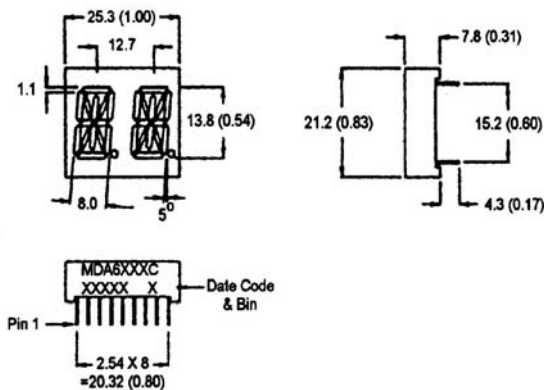 25.3 (1.00)
12.7
1.1
13.8 (0.54)
8.0
5°
7.8 (0.31)
21.2 (0.83)
15.2 (0.60)
4.3 (0.17)
MDA6XXXC
XXXXX X
Date Code
& Bin
Pin 1
2.54 X 8
=20.32 (0.80)